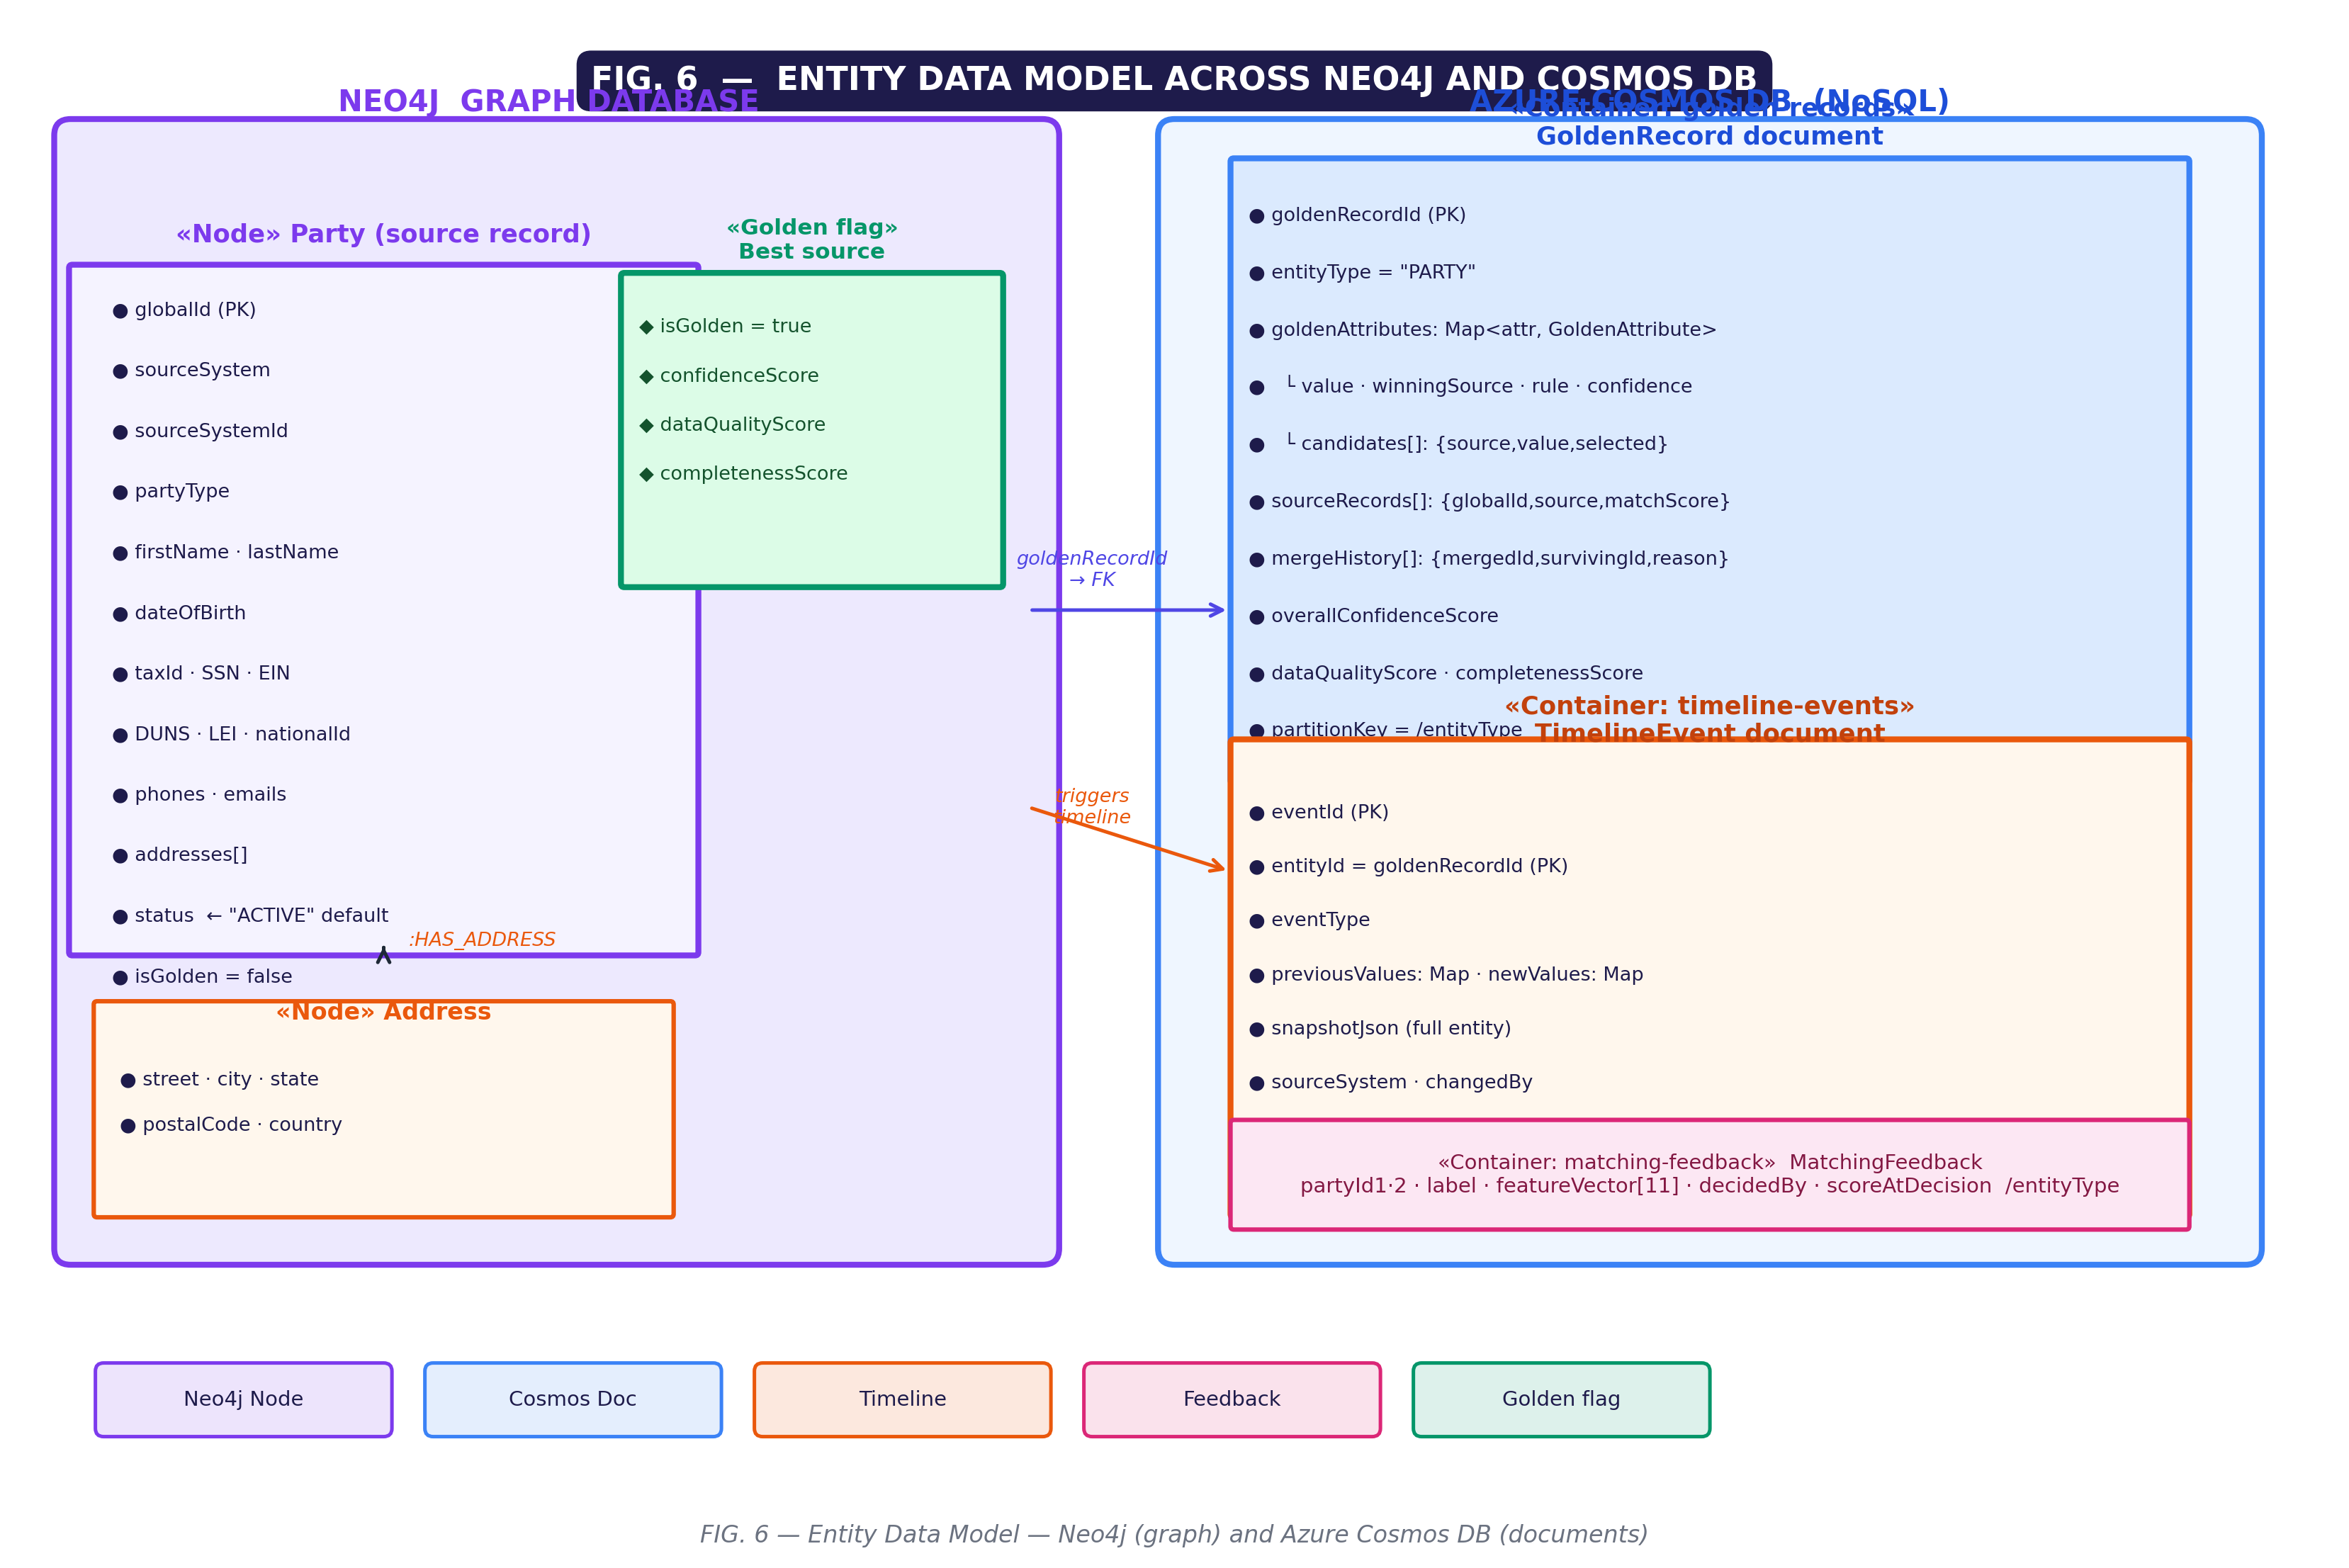 FIG. 6 — ENTITY DATA MODEL ACROSS NEO4J AND COSMOS DB
NEO4J GRAPH DATABASE
«Node» Party (source record)
● globalId (PK)
● sourceSystem
● sourceSystemId
● partyType
● firstName · lastName
● dateOfBirth
● taxId · SSN · EIN
● DUNS · LEI · nationalId
● phones · emails
● addresses[]
● status ← "ACTIVE" default
● isGolden = false
«Golden flag»
Best source
◆ isGolden = true
◆ confidenceScore
◆ dataQualityScore
◆ completenessScore
:HAS_ADDRESS
«Node» Address
● street · city · state
● postalCode · country
goldenRecordId
→ FK
triggers
timeline
AZURE COSMOS DB (NoSQL)
«Container: golden-records»
GoldenRecord document
● goldenRecordId (PK)
● entityType = "PARTY"
● goldenAttributes: Map<attr, GoldenAttribute>
● └ value · winningSource · rule · confidence
● └ candidates[]: {source,value,selected}
● sourceRecords[]: {globalId,source,matchScore}
● mergeHistory[]: {mergedId,survivingId,reason}
● overallConfidenceScore
● dataQualityScore · completenessScore
● partitionKey = /entityType
«Container: timeline-events»
TimelineEvent document
● eventId (PK)
● entityId = goldenRecordId (PK)
● eventType
● previousValues: Map · newValues: Map
● snapshotJson (full entity)
● sourceSystem · changedBy
«Container: matching-feedback» MatchingFeedback
partyId1·2 · label · featureVector[11] · decidedBy · scoreAtDecision /entityType
Neo4j Node
Cosmos Doc
Timeline
Feedback
Golden flag
FIG. 6 — Entity Data Model — Neo4j (graph) and Azure Cosmos DB (documents)